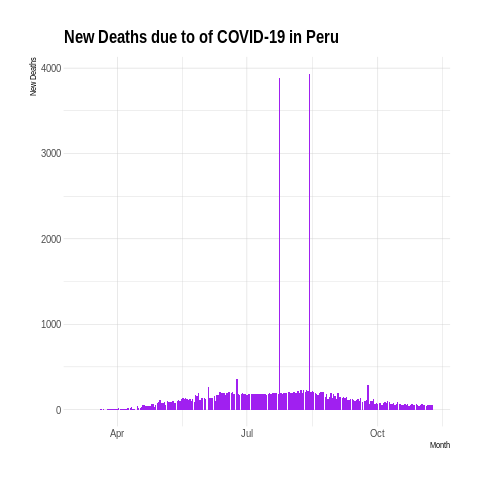 New Deaths due to of COVID-19 in Peru
New Deaths
4000
3000
2000
1000
0
Apr Jul Oct
Month